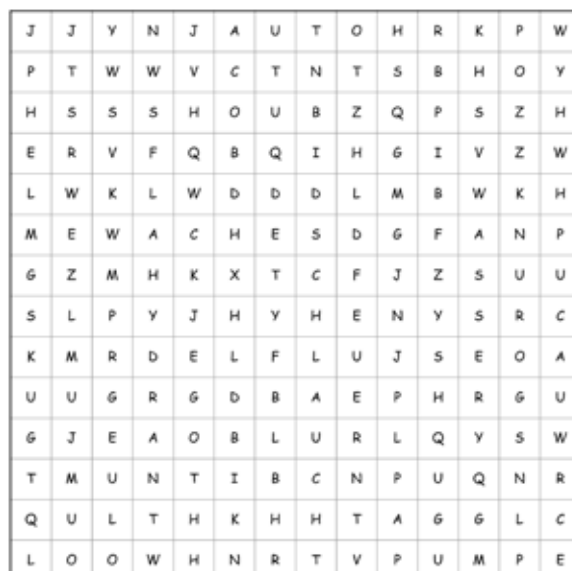 J J Y N J A U T O H R K P W
P T W W V C T N T S B H O Y
H S S S H O U B Z Q P S Z H
E R V F Q B Q I H G I V Z W
L W K L W D D D L M B W K H
M E W A C H E S D G F A N P
G Z M H K X T C F J Z S U U
S L P Y J H Y H E N Y S R C
K M R D E L F L U J S E O A
U U G R G D B A E P H R G U
G J E A O B L U R L Q Y S W
T M U N T I B C N P U Q N R
Q U L T H K H H T A G G L C
L O O W H N R T V P U M P E